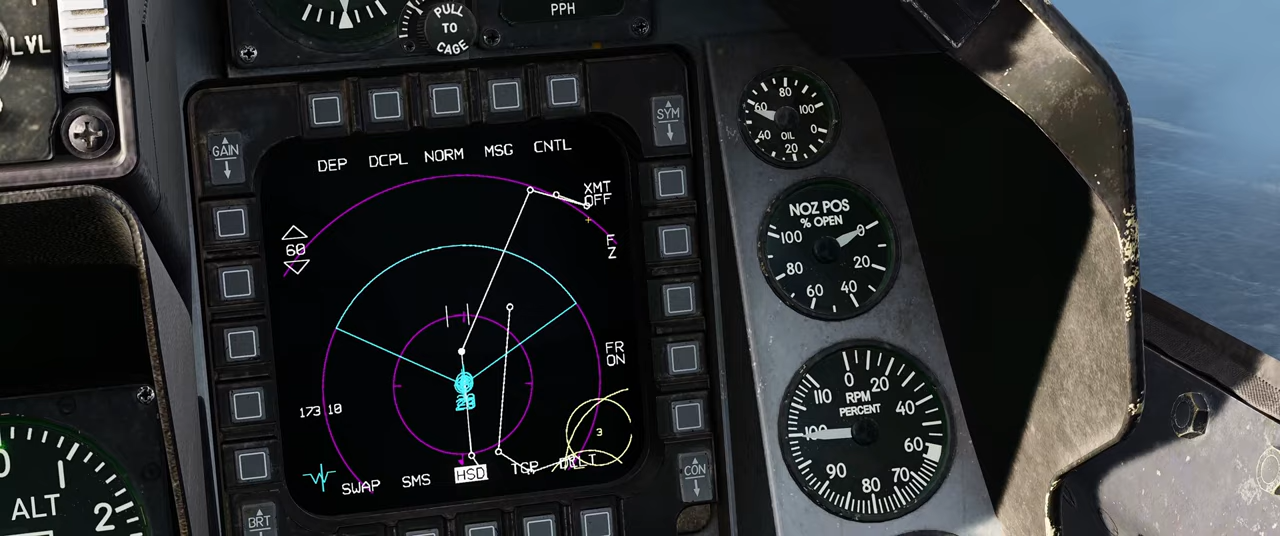 LVL
PULL
TO
CAGE
PPH
GAIN
SYM
DEP DCPL NORM MSG CNTL
XMT
OFF
60
F
Z
FR
ON
173 10
3
SWAP SMS HSD TGP DCLT
CON
BRT
ALT
2
80
60 100
40 0
OIL
20
NOZ POS
% OPEN
100 0
80 20
60 40
0 20
110 40
RPM
PERCENT
100 60
90 70
80